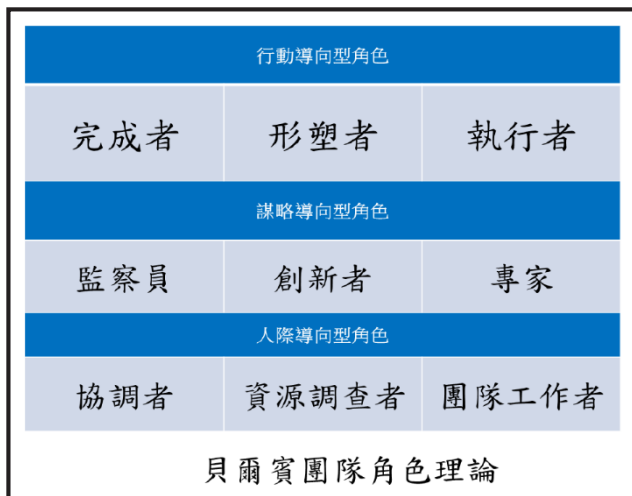 行動導向型角色
完成者 形塑者 執行者
謀略導向型角色
監察員 創新者 專家
人際導向型角色
協調者 資源調查者 團隊工作者
貝爾賓團隊角色理論